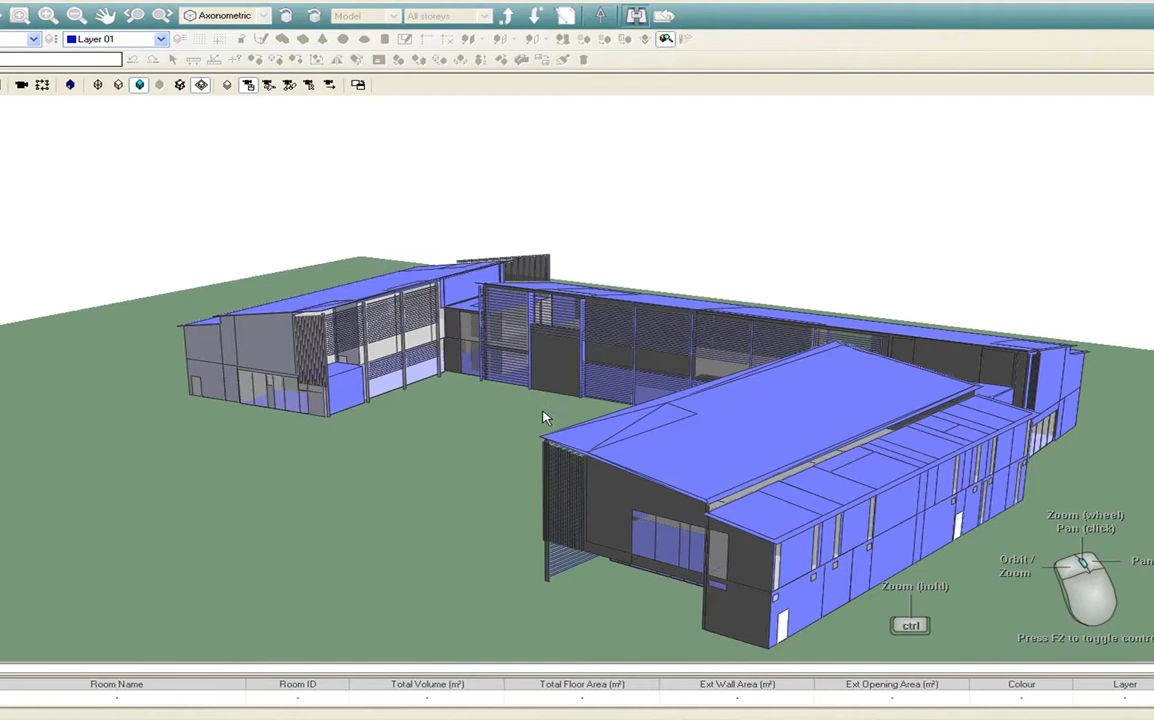 Axonometric Model All storeys
Layer 01
Zoom (wheel)
Pan (click)
Orbit / Zoom
Pan
Zoom (hold)
ctrl
Press F2 to toggle contr
Room Name Room ID Total Volume (m³) Total Floor Area (m²) Ext Wall Area (m²) Ext Opening Area (m²) Colour Layer
- - - - - - - -